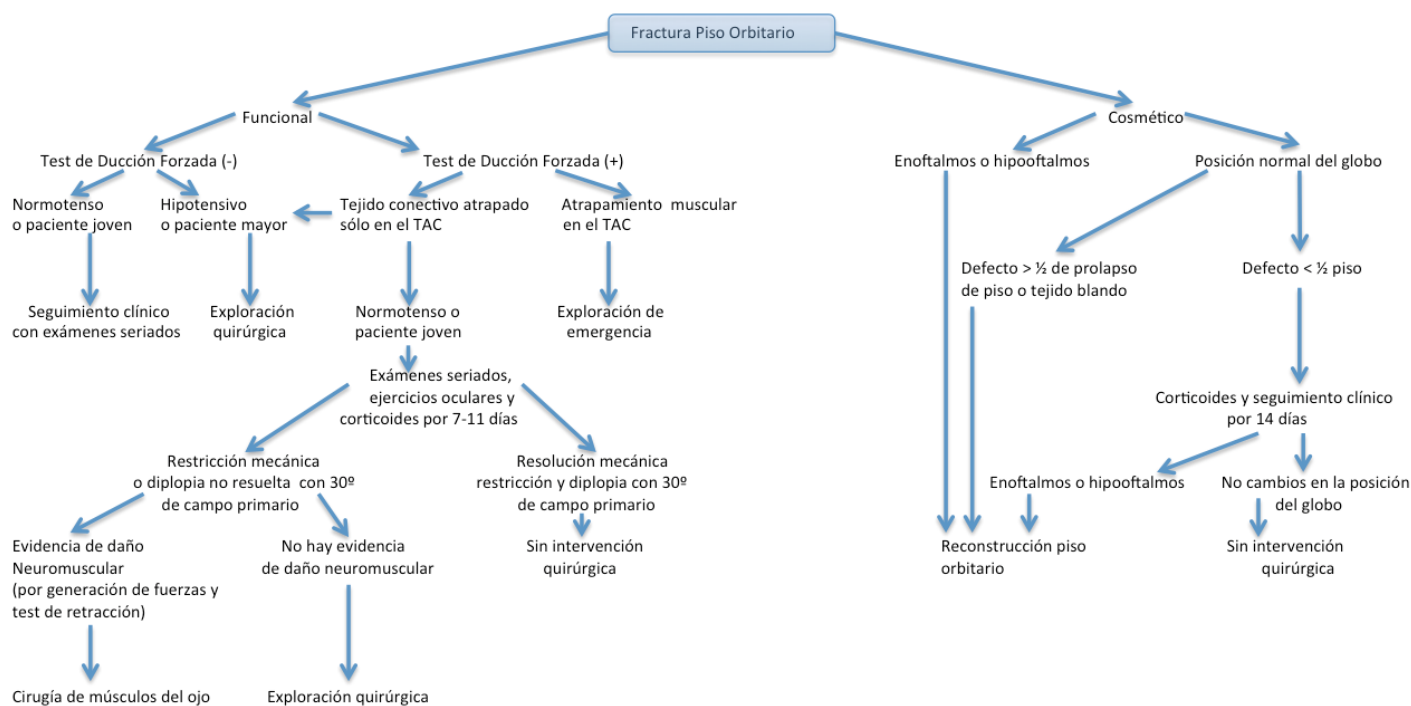 Fractura Piso Orbitario
Funcional
Cosmético
Test de Ducción Forzada (-)
Test de Ducción Forzada (+)
Enoftalmos o hipooftalmos
Posición normal del globo
Normotenso
o paciente joven
Hipotensivo
o paciente mayor
Tejido conectivo atrapado
sólo en el TAC
Atrapamiento muscular
en el TAC
Defecto > ½ de prolapso
de piso o tejido blando
Defecto < ½ piso
Seguimiento clínico
con exámenes seriados
Exploración
quirúrgica
Normotenso o
paciente joven
Exploración de
emergencia
Exámenes seriados,
ejercicios oculares y
corticoides por 7-11 días
Corticoides y seguimiento clínico
por 14 días
Restricción mecánica
o diplopia no resuelta con 30º
de campo primario
Resolución mecánica
restricción y diplopia con 30º
de campo primario
Enoftalmos o hipooftalmos
No cambios en la posición
del globo
Evidencia de daño
Neuromuscular
(por generación de fuerzas y
test de retracción)
No hay evidencia
de daño neuromuscular
Sin intervención
quirúrgica
Reconstrucción piso
orbitario
Sin intervención
quirúrgica
Cirugía de músculos del ojo
Exploración quirúrgica